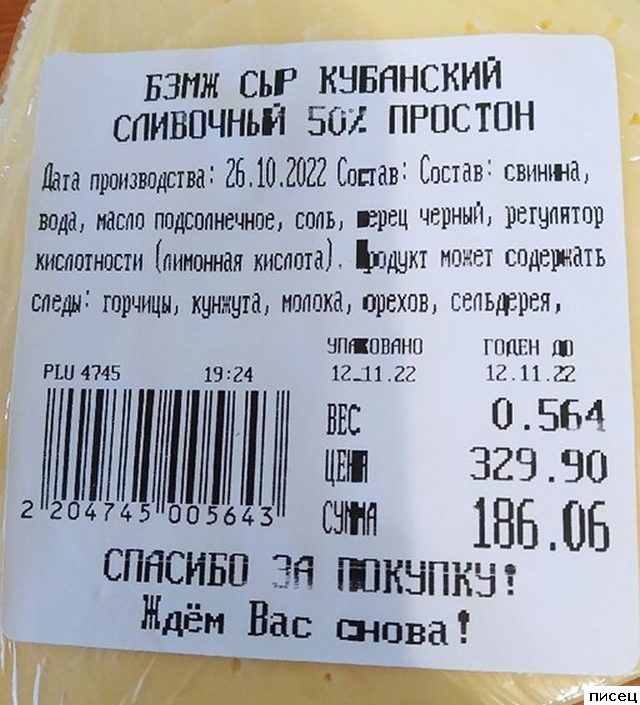 БЗМЖ СЫР КУБАНСКИЙ
СЛИВОЧНЫЙ 50% ПРОСТОН
Дата производства: 26.10.2022 Состав: Состав: свинина,
вода, масло подсолнечное, соль, перец черный, регулятор
кислотности (лимонная кислота). Продукт может содержать
следы: горчицы, кунжута, молока, орехов, сельдерея,
УПАКОВАНО ГОДЕН ДО
PLU 4745 19:24 12.11.22 12.11.22
ВЕС 0.564
ЦЕНА 329.90
2 204745 005643
СУММА 186.06
СПАСИБО ЗА ПОКУПКУ!
Ждём Вас снова!
писец